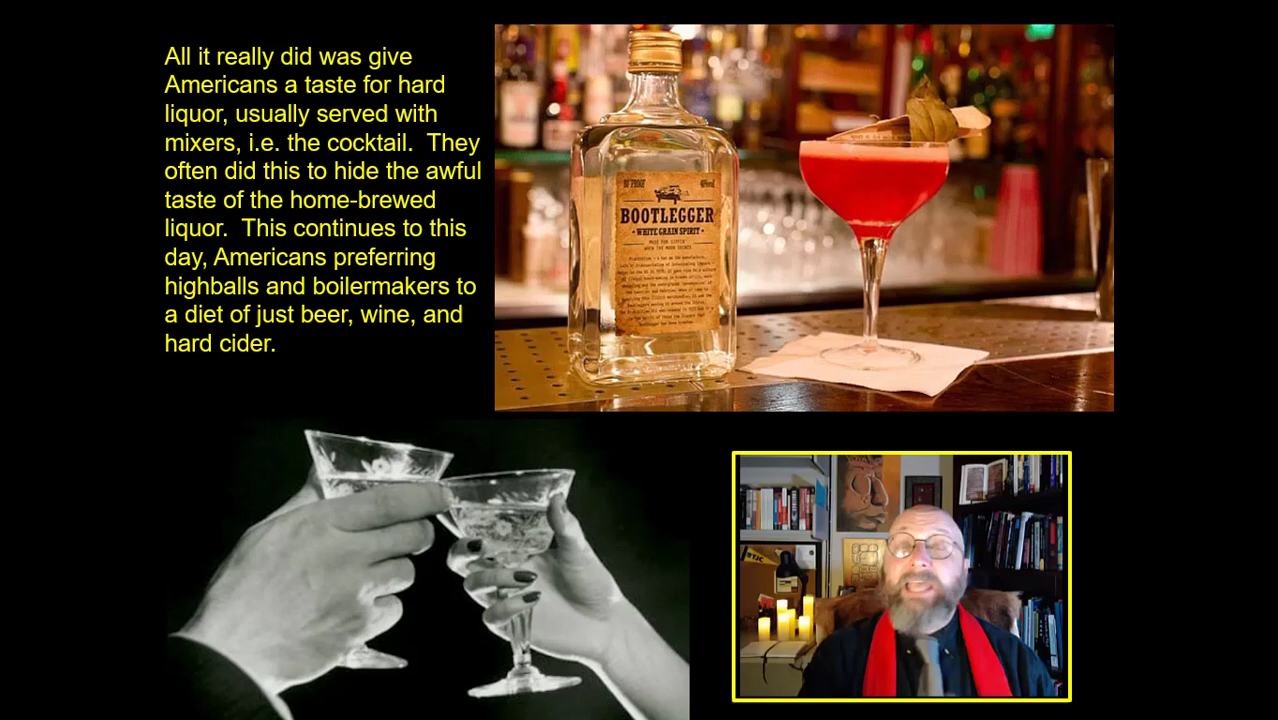 All it really did was give
Americans a taste for hard
liquor, usually served with
mixers, i.e. the cocktail.  They
often did this to hide the awful
taste of the home-brewed
liquor.  This continues to this
day, Americans preferring
highballs and boilermakers to
a diet of just beer, wine, and
hard cider.
BOOTLEGGER
WHITE GRAIN SPIRIT